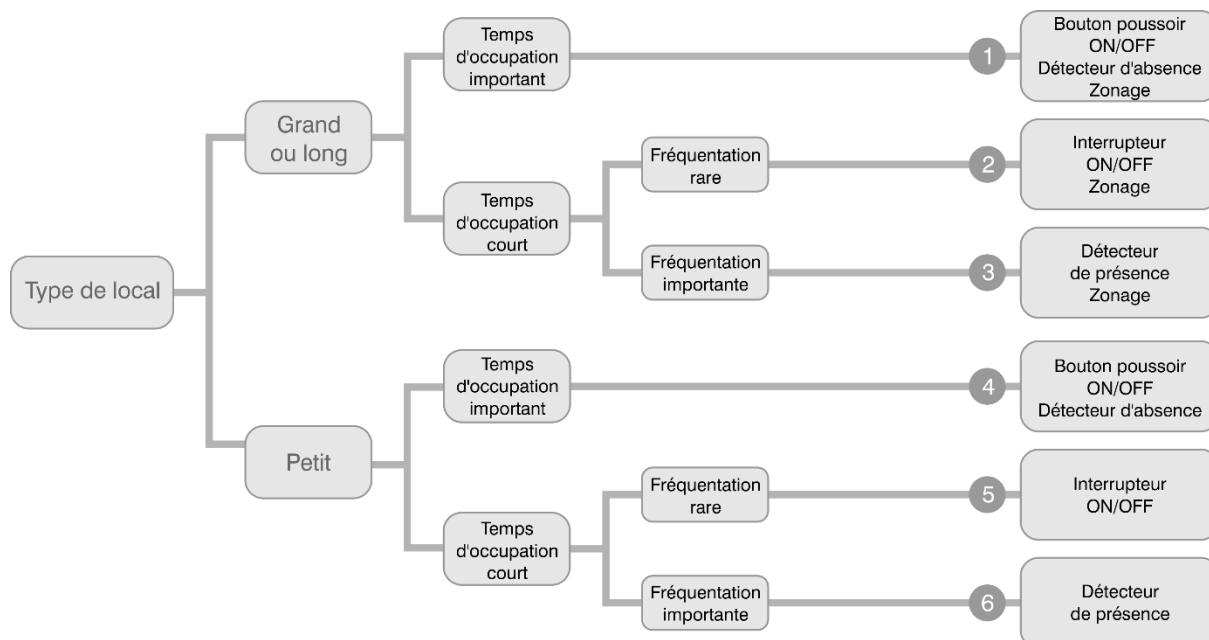 Type de local
Grand
ou long
Temps
d'occupation
important
1
Bouton poussoir
ON/OFF
Détecteur d'absence
Zonage
Temps
d'occupation
court
Fréquentation
rare
2
Interrupteur
ON/OFF
Zonage
Fréquentation
importante
3
Détecteur
de présence
Zonage
Petit
Temps
d'occupation
important
4
Bouton poussoir
ON/OFF
Détecteur d'absence
Temps
d'occupation
court
Fréquentation
rare
5
Interrupteur
ON/OFF
Fréquentation
importante
6
Détecteur
de présence